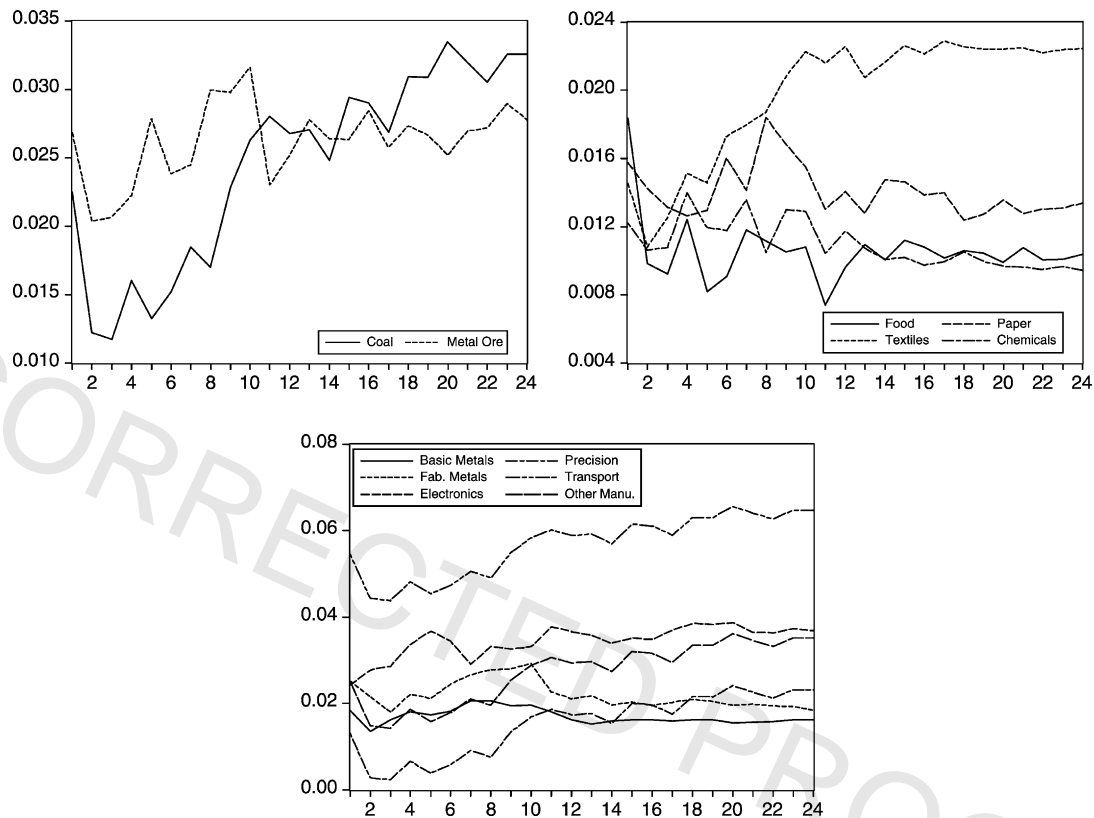 0.035
0.030
0.025
0.020
0.015
0.010
Coal Metal Ore
2 4 6 8 10 12 14 16 18 20 22 24
0.024
0.020
0.016
0.012
0.008
0.004
Food Paper
Textiles Chemicals
2 4 6 8 10 12 14 16 18 20 22 24
0.08
0.06
0.04
0.02
0.00
Basic Metals Precision
Fab. Metals Transport
Electronics Other Manu.
2 4 6 8 10 12 14 16 18 20 22 24
ORRECTED PROO